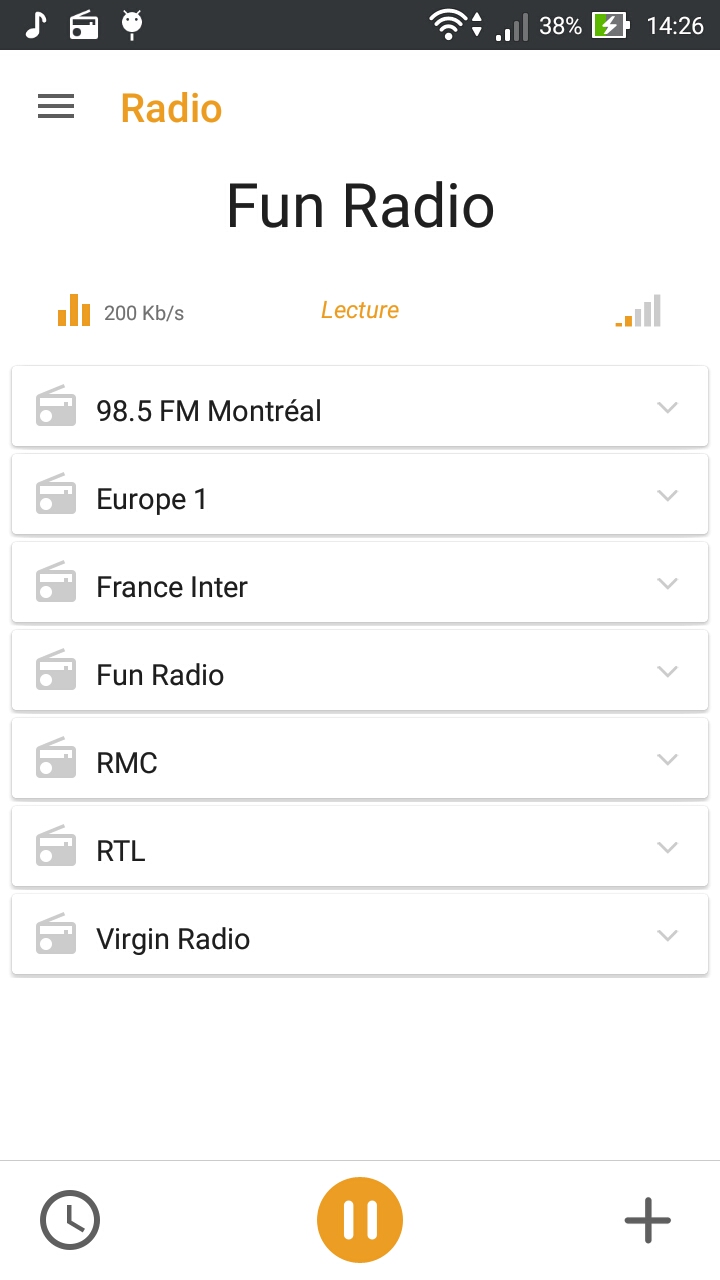 38% 14:26
Radio
Fun Radio
200 Kb/s Lecture
98.5 FM Montréal
Europe 1
France Inter
Fun Radio
RMC
RTL
Virgin Radio